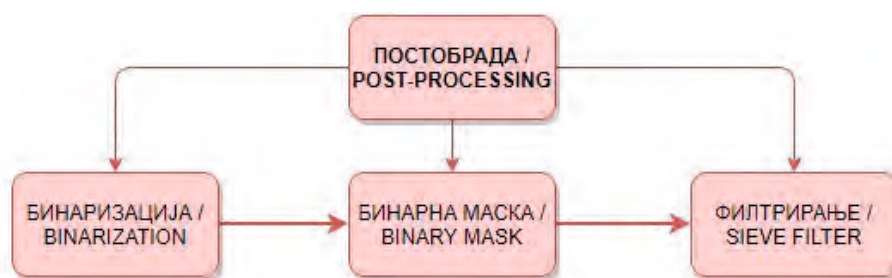 ПОСТОБРАДА /
POST-PROCESSING
БИНАРИЗАЦИЈА /
BINARIZATION
БИНАРНА МАСКА /
BINARY MASK
ФИЛТРИРАЊЕ /
SIEVE FILTER